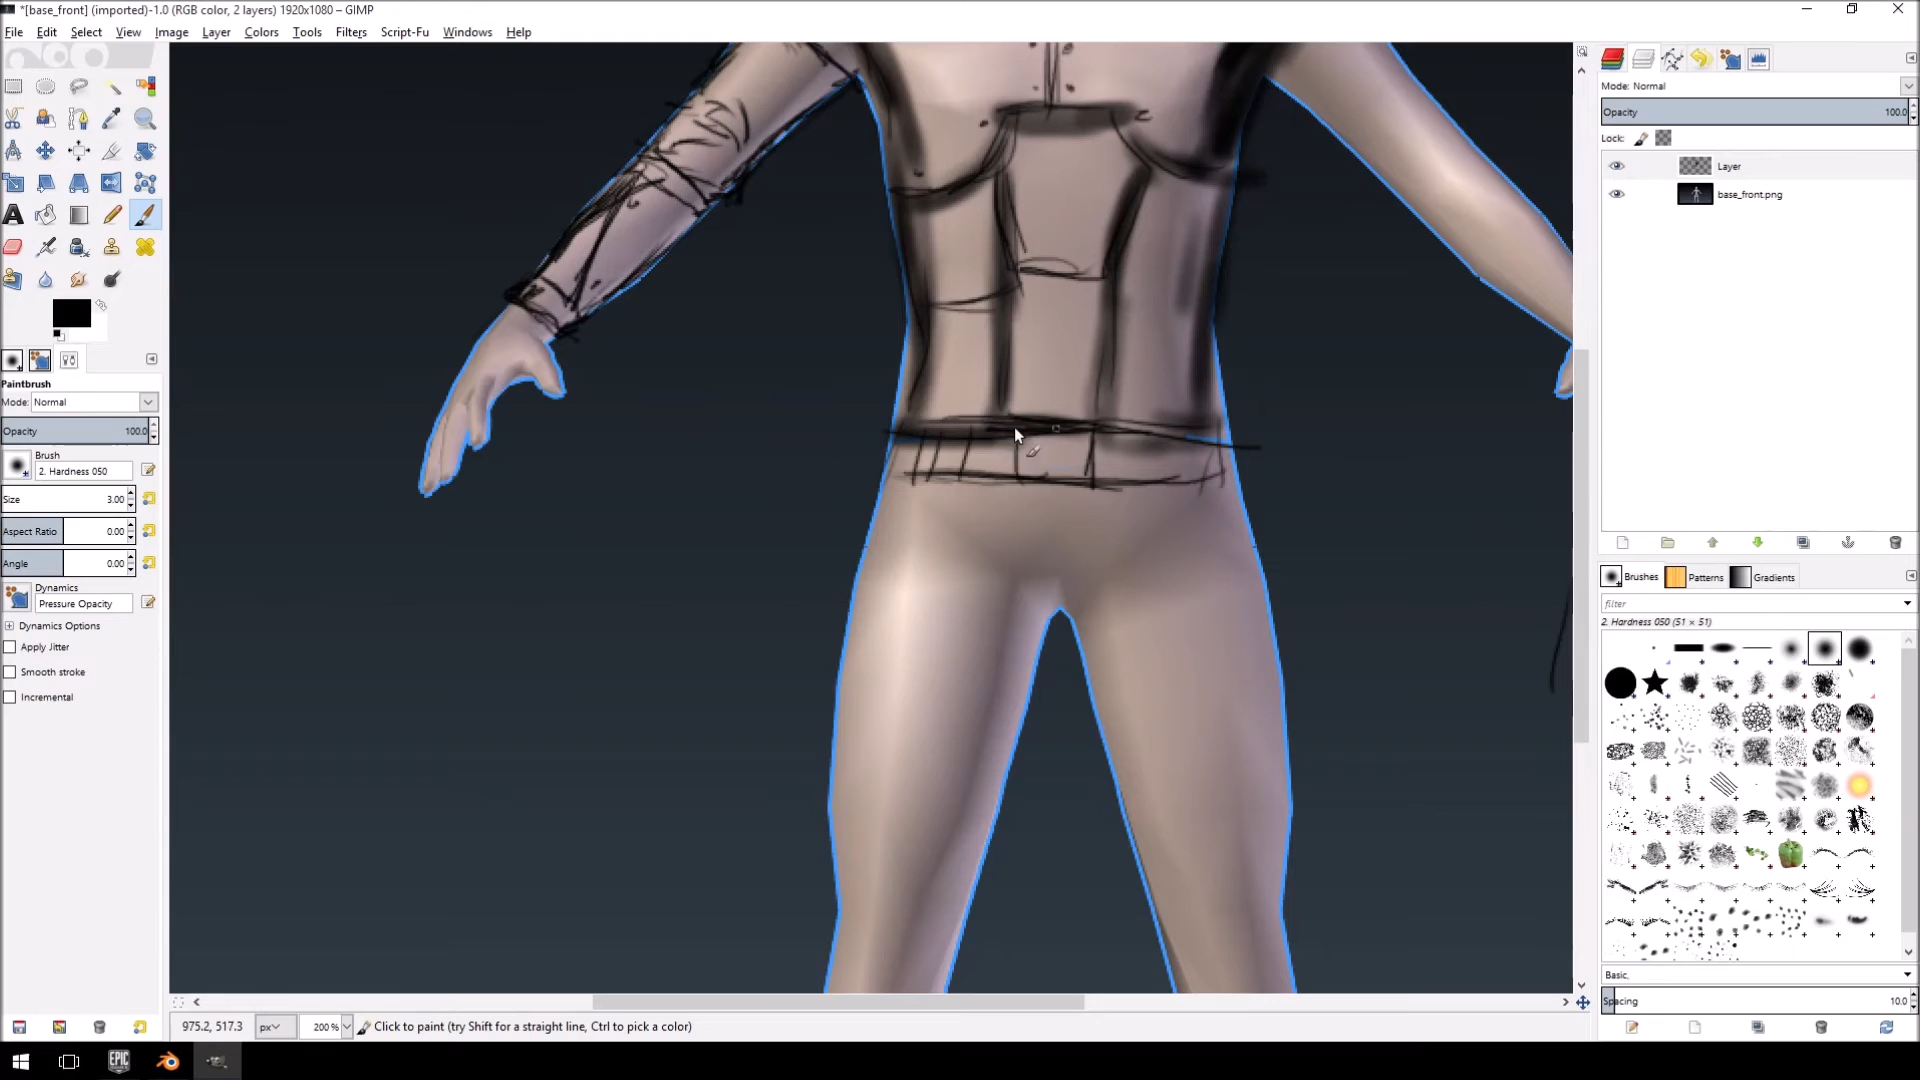 *[base_front] (imported)-1.0 (RGB color, 2 layers) 1920x1080 – GIMP
File Edit Select View Image Layer Colors Tools Filters Script-Fu Windows Help
Mode: Normal
Opacity 100.0
Lock:
Layer
base_front.png
Paintbrush
Mode: Normal
Opacity 100.0
Brush
2. Hardness 050
Size 3.00
Aspect Ratio 0.00
Angle 0.00
Dynamics
Pressure Opacity
Dynamics Options
Apply Jitter
Smooth stroke
Incremental
Brushes Patterns Gradients
filter
2. Hardness 050 (51 × 51)
Basic,
Spacing 10.0
975.2, 517.3 px 200 % Click to paint (try Shift for a straight line, Ctrl to pick a color)
EPIC